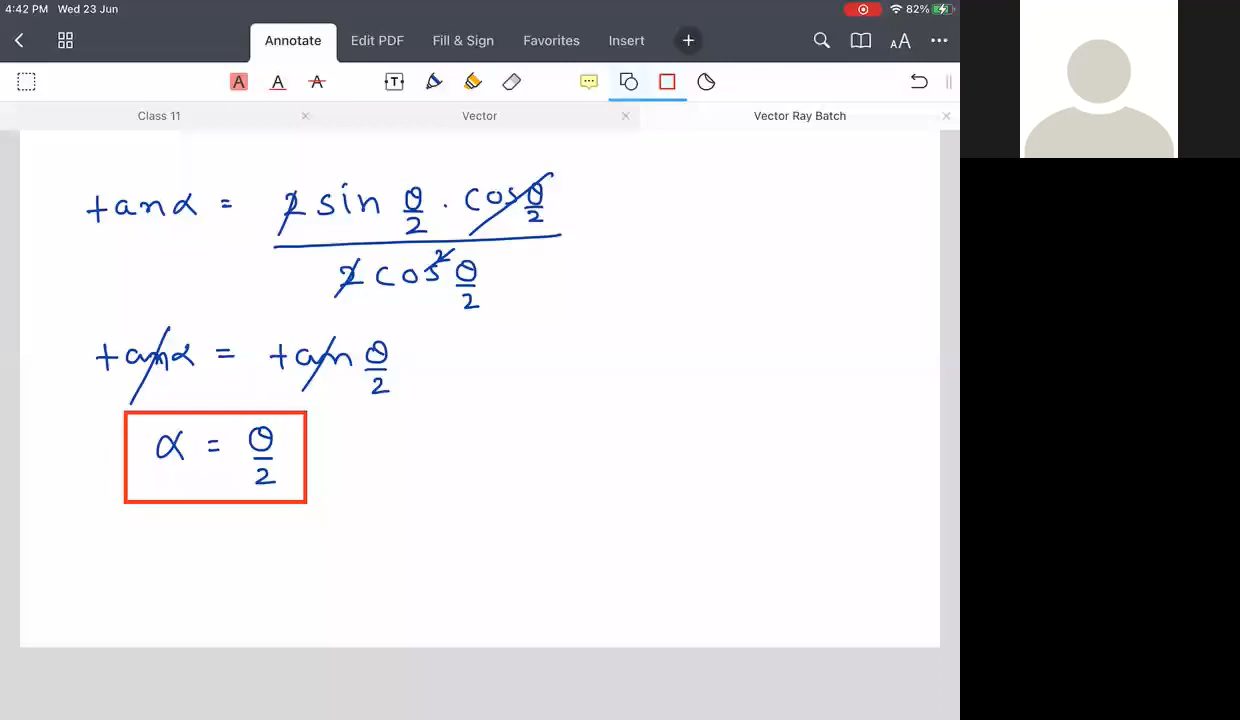 4:42 PM Wed 23 Jun 82%
Annotate Edit PDF Fill & Sign Favorites Insert
Class 11 Vector Vector Ray Batch
tanα = 2 sin θ/2 . cos θ/2
2 cos² θ/2
tanα = tan θ/2
α = θ/2